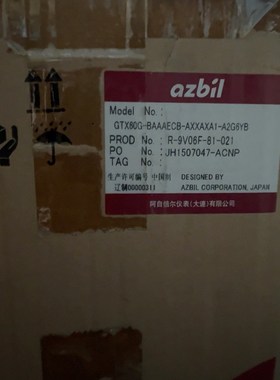 azbil
Model No.:
GTX60G-BAAAECB-AXXAXA1-A2G8YB
PROD No.: R-9V06F-81-021
PO No.: JH1507047-ACNP
TAG No.:
生产许可编号 中国制 DESIGNED BY
辽制00000311 AZBIL CORPORATION, JAPAN
阿自倍尔仪表(大连)有限公司